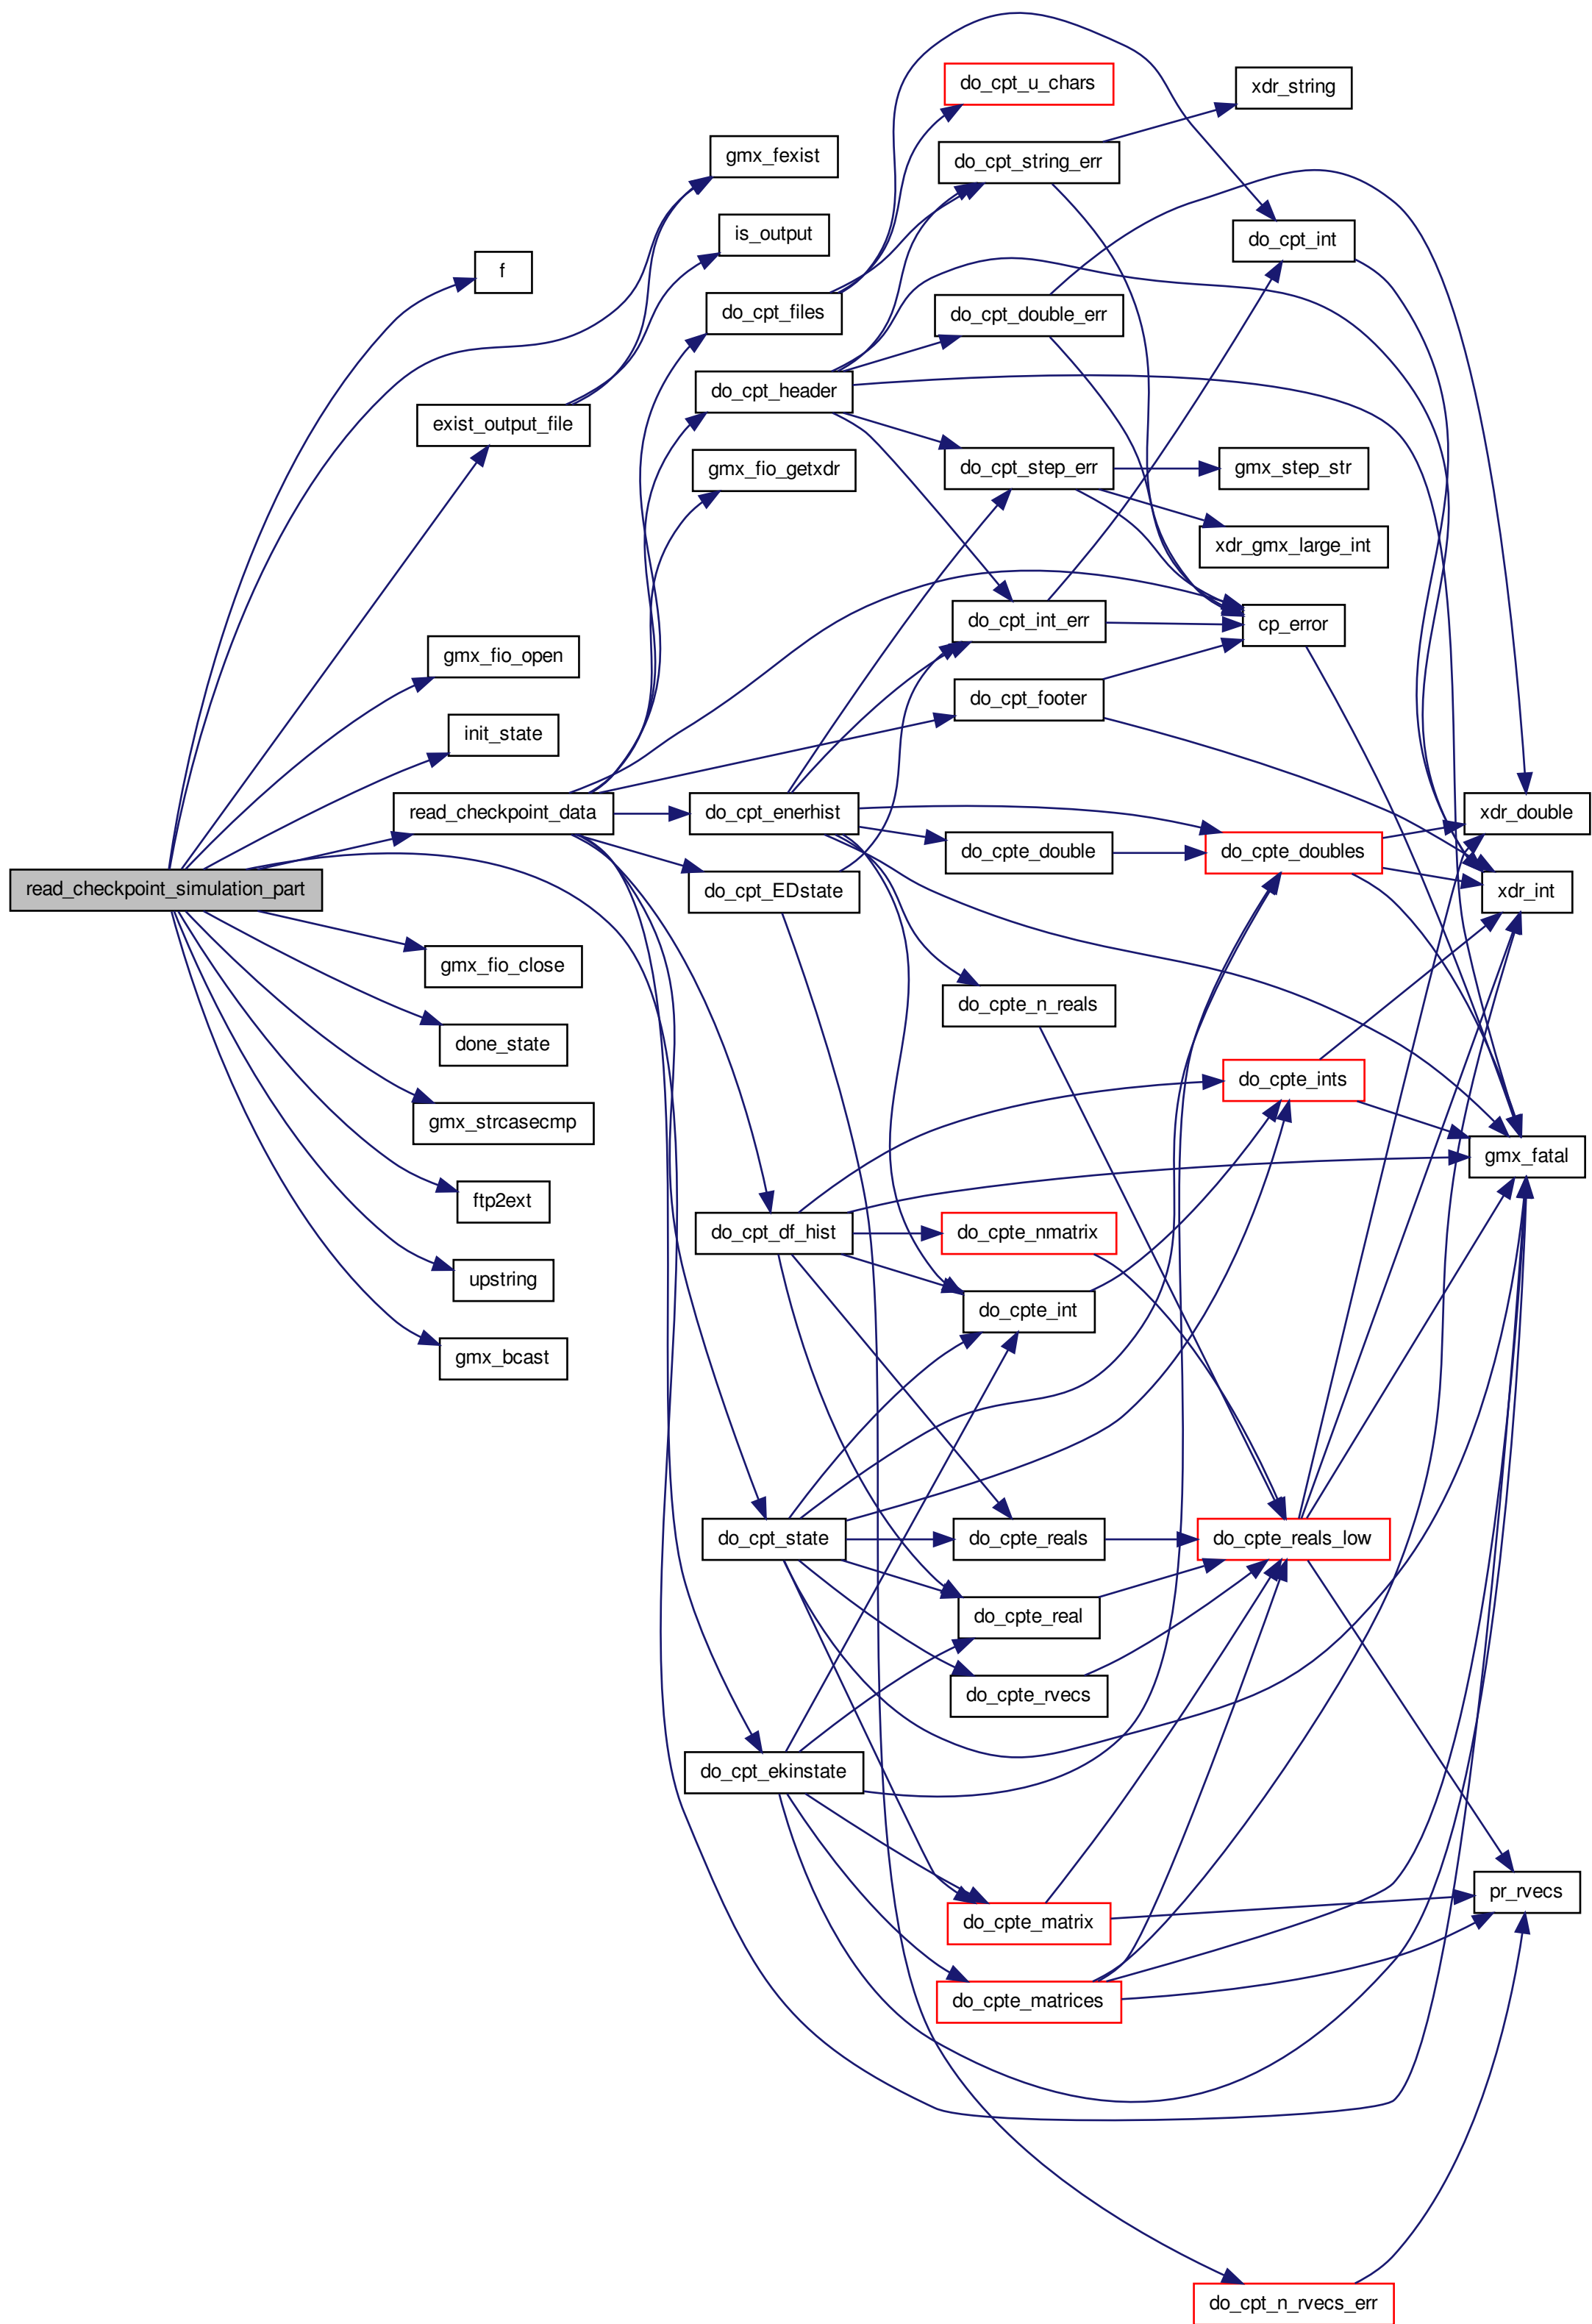 read_checkpoint_simulation_part
f
exist_output_file
gmx_fio_open
init_state
read_checkpoint_data
gmx_fio_close
done_state
gmx_strcasecmp
ftp2ext
upstring
gmx_bcast
gmx_fexist
is_output
do_cpt_files
do_cpt_header
gmx_fio_getxdr
do_cpt_enerhist
do_cpt_EDstate
do_cpt_df_hist
do_cpt_state
do_cpt_ekinstate
do_cpt_u_chars
do_cpt_string_err
do_cpt_double_err
do_cpt_step_err
do_cpt_int_err
do_cpt_footer
do_cpte_double
do_cpte_n_reals
do_cpte_nmatrix
do_cpte_int
do_cpte_reals
do_cpte_real
do_cpte_rvecs
do_cpte_matrix
do_cpte_matrices
xdr_string
do_cpt_int
gmx_step_str
xdr_gmx_large_int
cp_error
do_cpte_doubles
do_cpte_ints
do_cpte_reals_low
do_cpt_n_rvecs_err
xdr_double
xdr_int
gmx_fatal
pr_rvecs